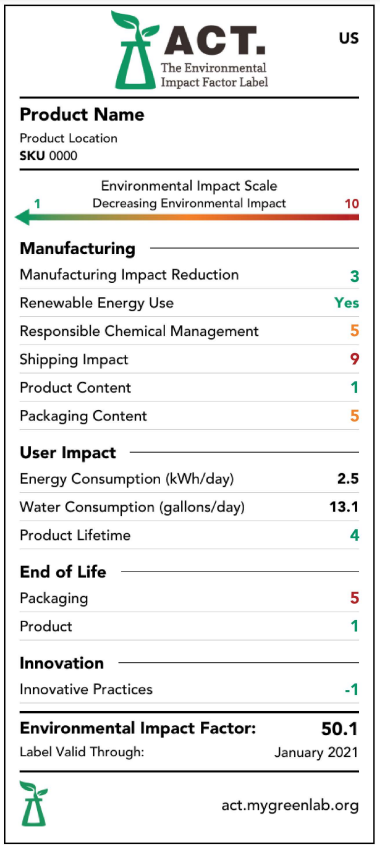 ACT.
US
The Environmental
Impact Factor Label
Product Name
Product Location
SKU 0000
Environmental Impact Scale
1 Decreasing Environmental Impact 10
Manufacturing
Manufacturing Impact Reduction 3
Renewable Energy Use Yes
Responsible Chemical Management 5
Shipping Impact 9
Product Content 1
Packaging Content 5
User Impact
Energy Consumption (kWh/day) 2.5
Water Consumption (gallons/day) 13.1
Product Lifetime 4
End of Life
Packaging 5
Product 1
Innovation
Innovative Practices -1
Environmental Impact Factor: 50.1
Label Valid Through: January 2021
act.mygreenlab.org